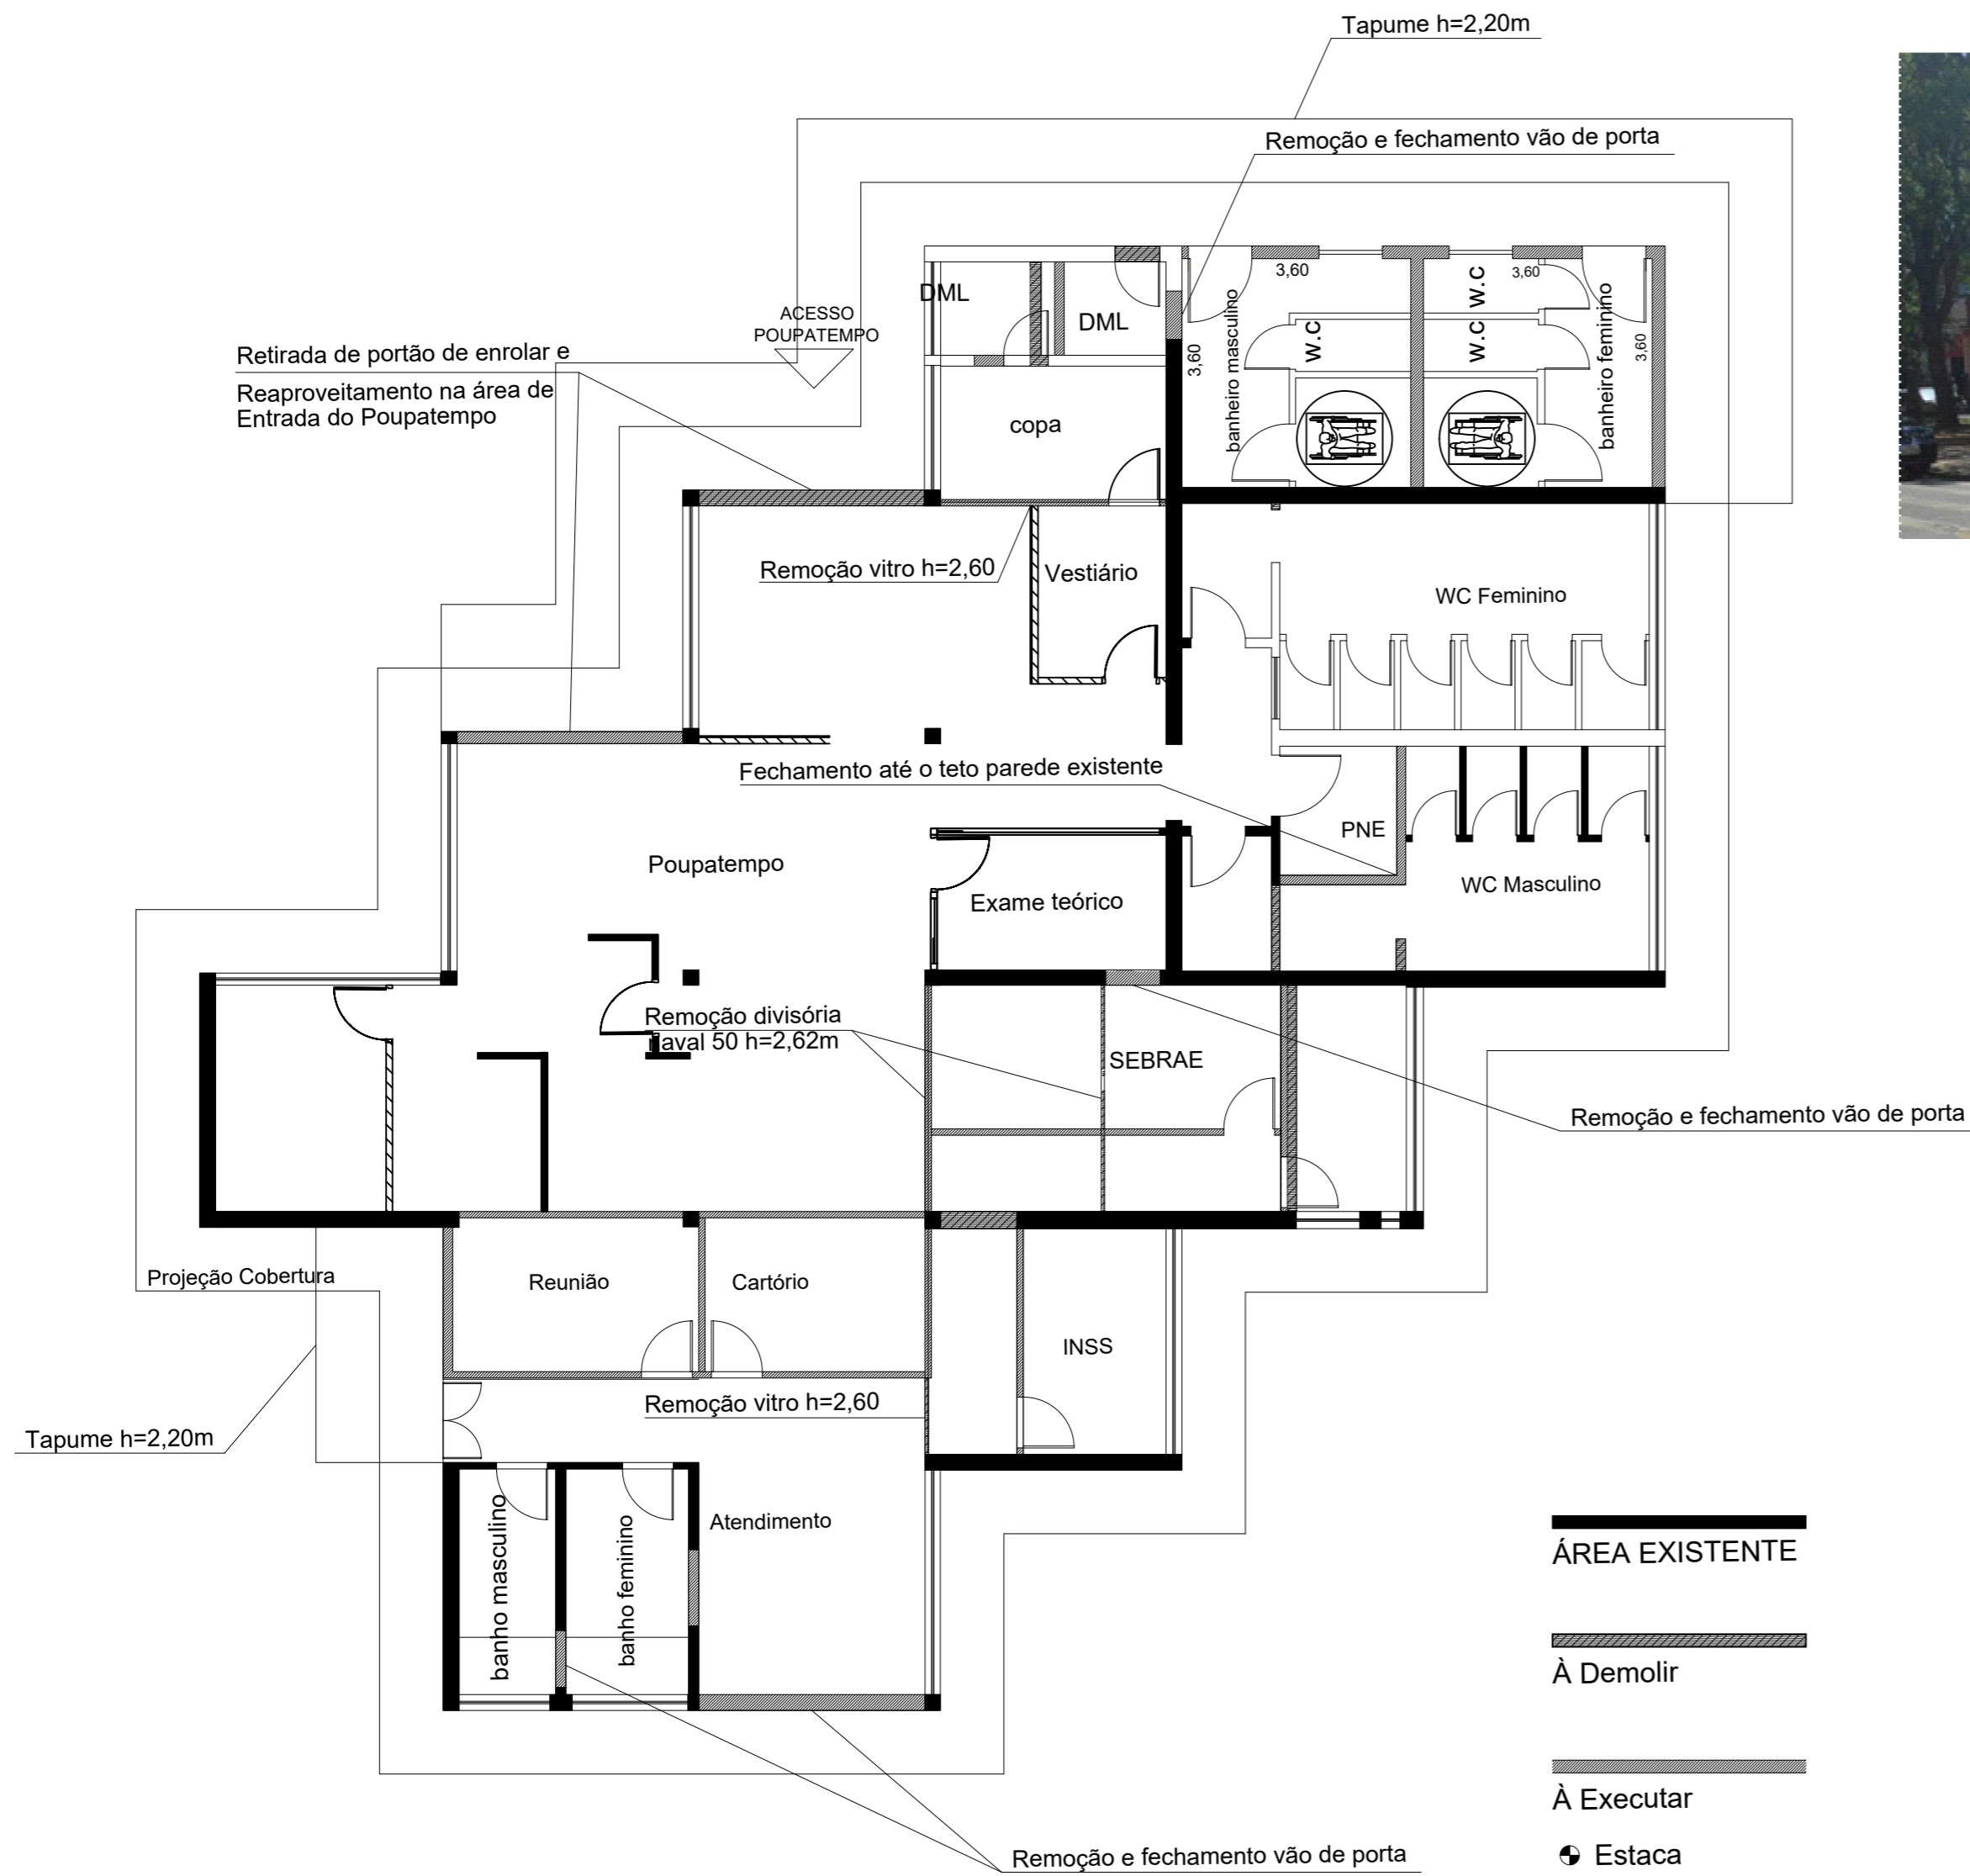 Tapume h=2,20m
Remoção e fechamento vão de porta
ACESSO
POUPATEMPO
Retirada de portão de enrolar e
Reaproveitamento na área de
Entrada do Poupatempo
DML
DML
3,60
3,60
banheiro masculino
w.c
w.c
w.c
3,60
3,60
banheiro feminino
copa
Remoção vitro h=2,60
Vestiário
WC Feminino
Fechamento até o teto parede existente
PNE
Poupatempo
Exame teórico
WC Masculino
Remoção divisória
naval 50 h=2,62m
SEBRAE
Remoção e fechamento vão de porta
Projeção Cobertura
Reunião
Cartório
INSS
Remoção vitro h=2,60
Tapume h=2,20m
banho masculino
banho feminino
Atendimento
ÁREA EXISTENTE
À Demolir
À Executar
Estaca
Remoção e fechamento vão de porta